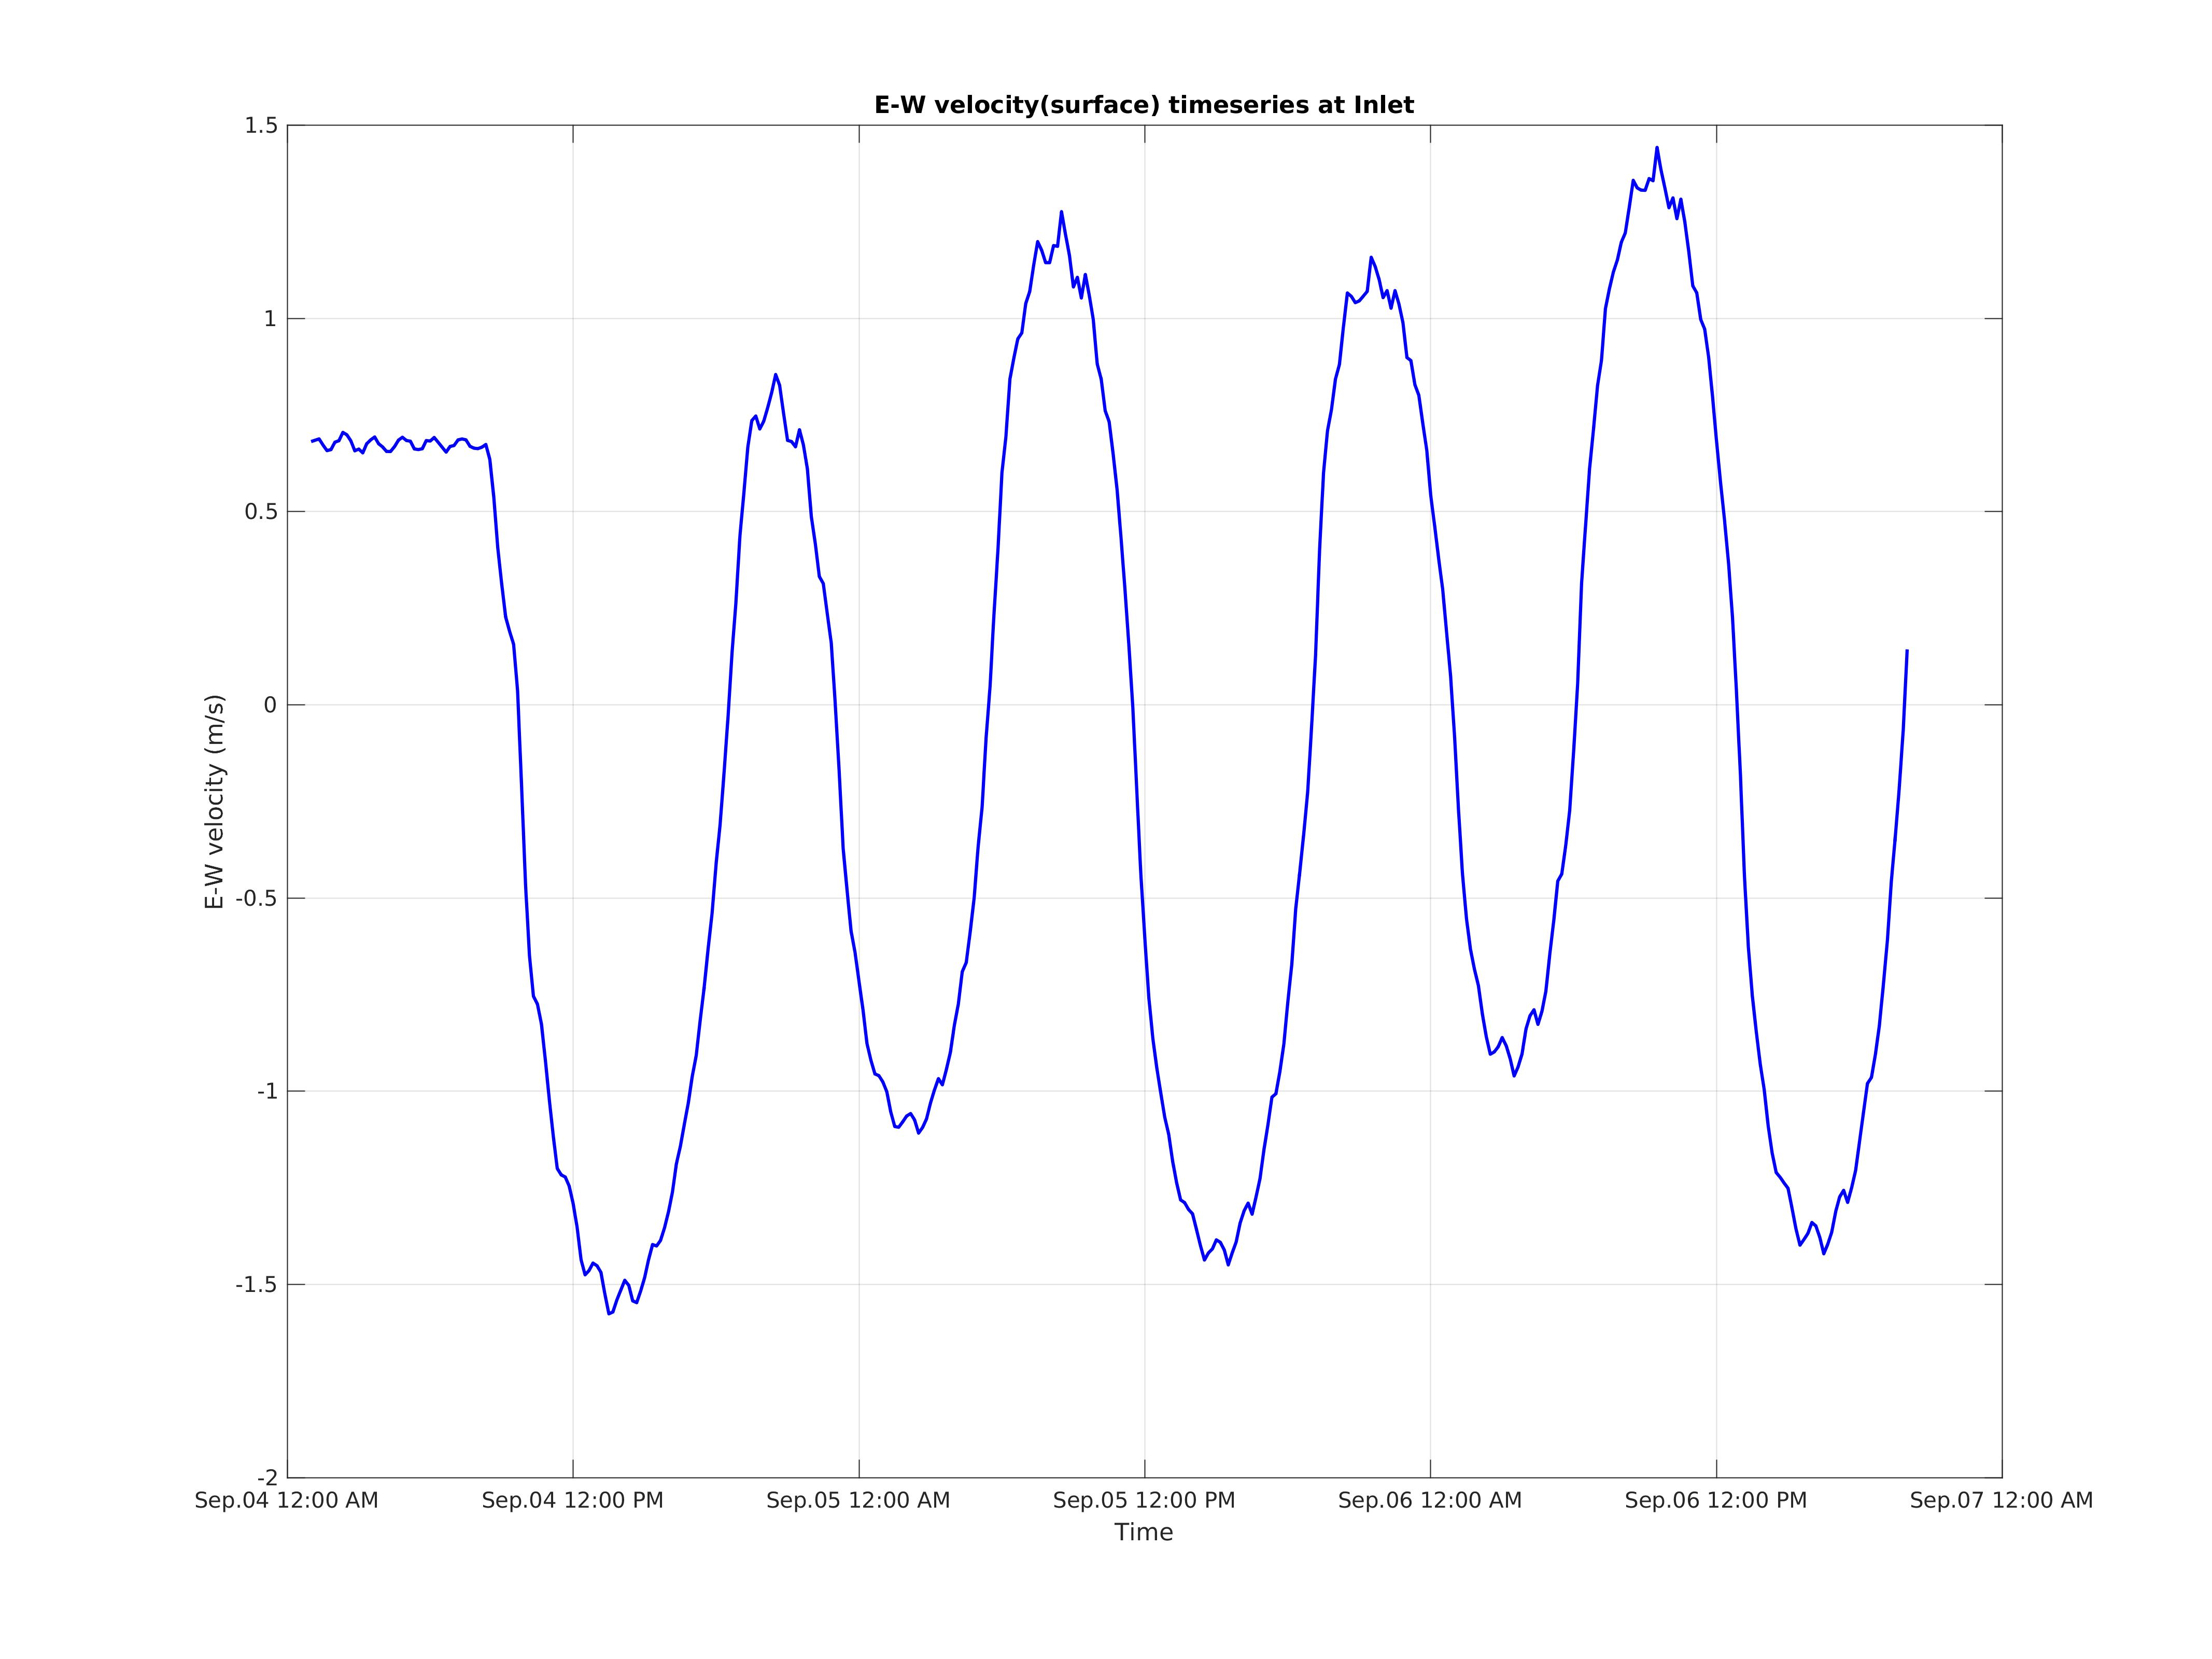 E-W velocity(surface) timeseries at Inlet
1.5
1
0.5
0
-0.5
-1
-1.5
-2
E-W velocity (m/s)
Sep.04 12:00 AM Sep.04 12:00 PM Sep.05 12:00 AM Sep.05 12:00 PM Sep.06 12:00 AM Sep.06 12:00 PM Sep.07 12:00 AM
Time